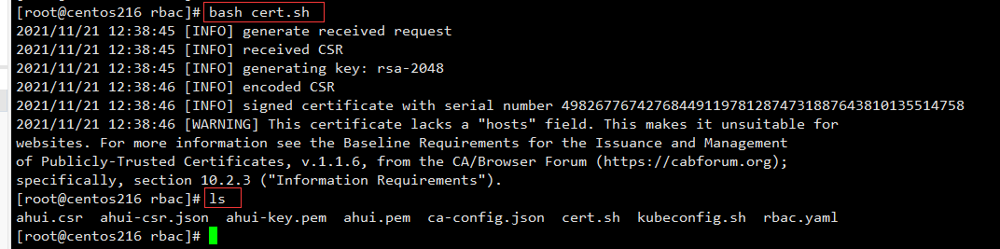 [root@centos216 rbac]# bash cert.sh
2021/11/21 12:38:45 [INFO] generate received request
2021/11/21 12:38:45 [INFO] received CSR
2021/11/21 12:38:45 [INFO] generating key: rsa-2048
2021/11/21 12:38:46 [INFO] encoded CSR
2021/11/21 12:38:46 [INFO] signed certificate with serial number 498267767427684491197812874731887643810135514758
2021/11/21 12:38:46 [WARNING] This certificate lacks a "hosts" field. This makes it unsuitable for
websites. For more information see the Baseline Requirements for the Issuance and Management
of Publicly-Trusted Certificates, v.1.1.6, from the CA/Browser Forum (https://cabforum.org);
specifically, section 10.2.3 ("Information Requirements").
[root@centos216 rbac]# ls
ahui.csr  ahui-csr.json  ahui-key.pem  ahui.pem  ca-config.json  cert.sh  kubeconfig.sh  rbac.yaml
[root@centos216 rbac]#